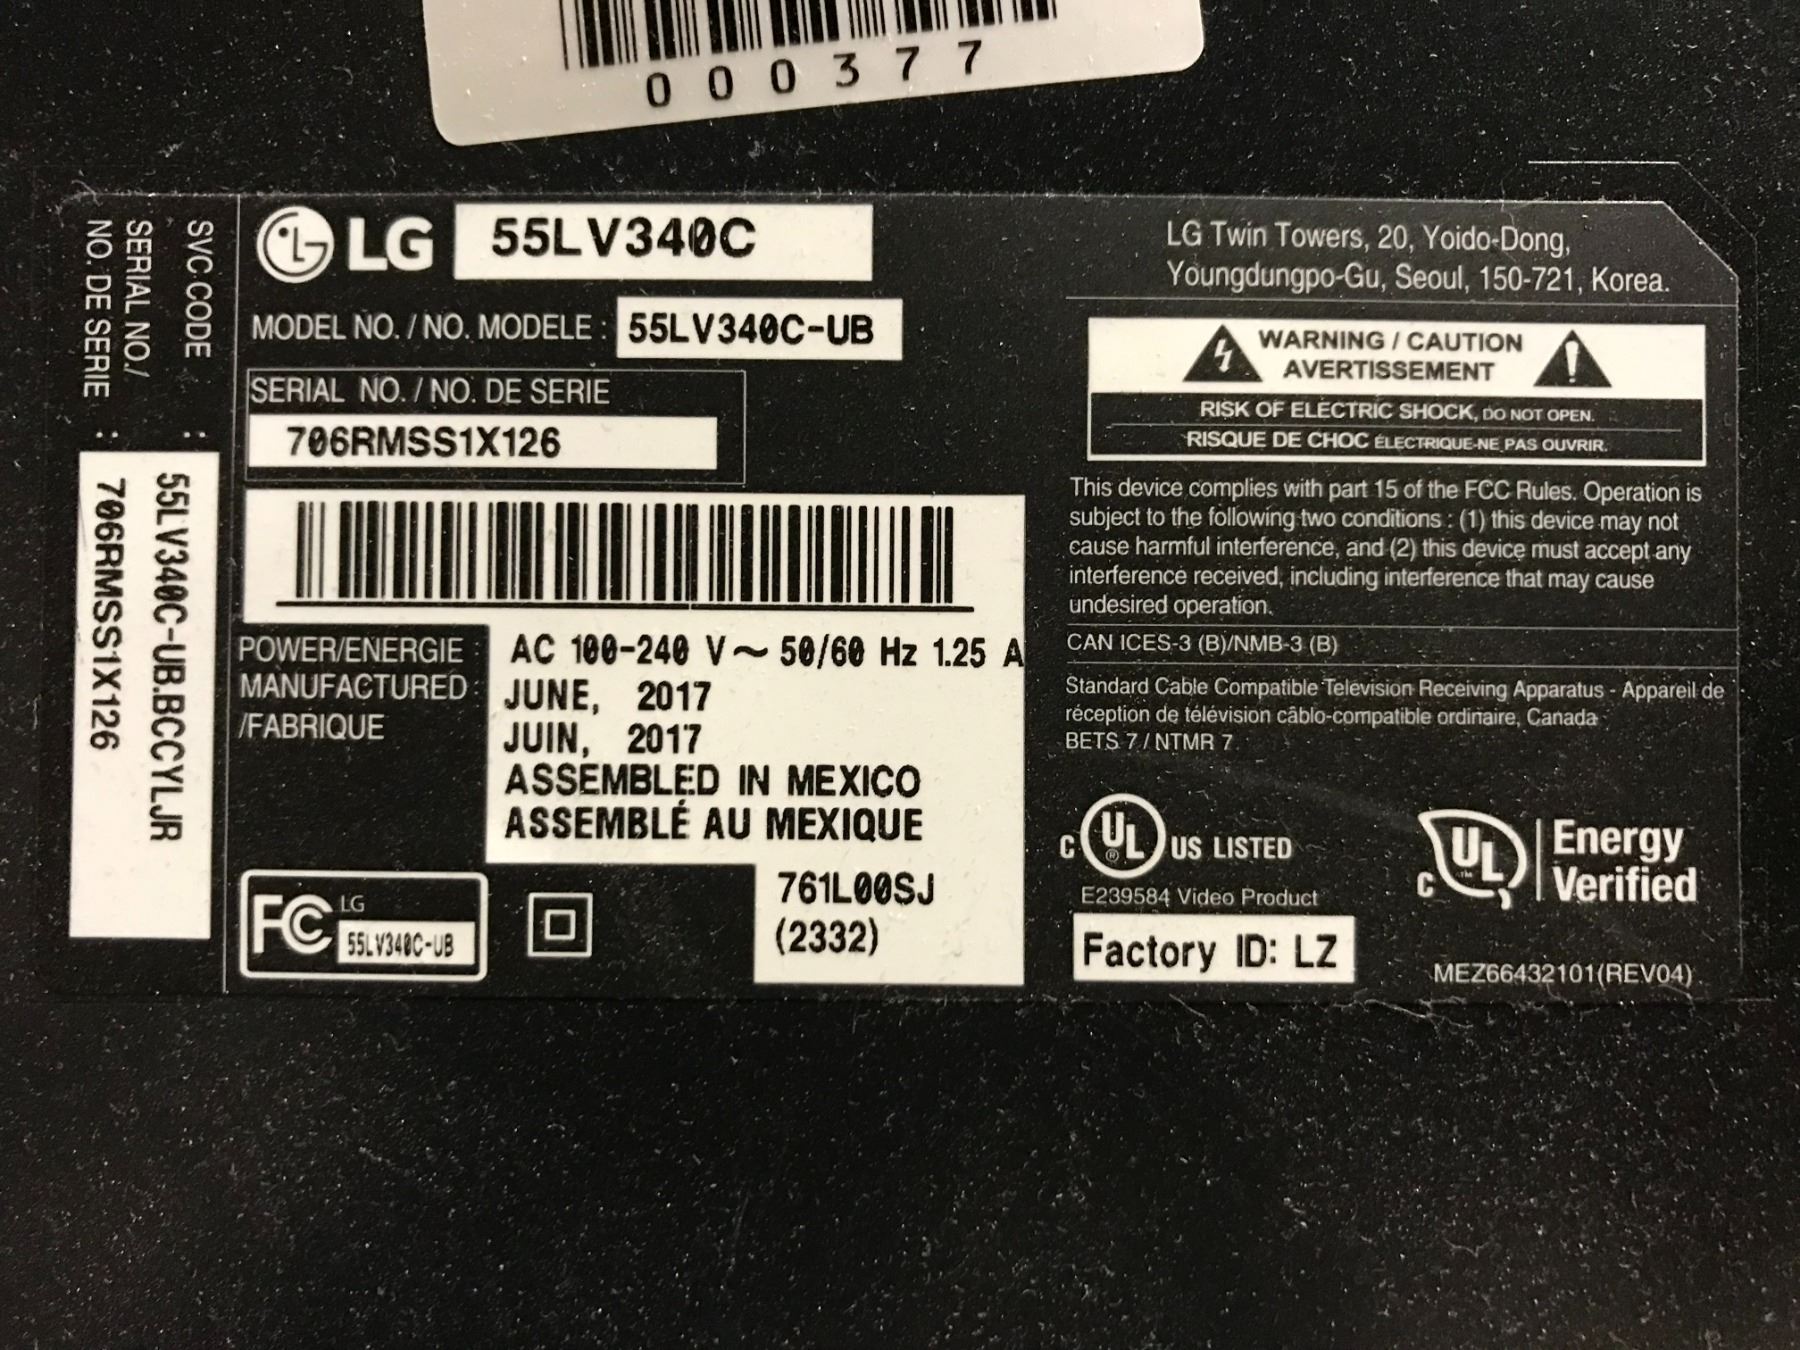 000377
LG 55LV340C
MODEL NO. / NO. MODELE : 55LV340C-UB
SERIAL NO. / NO. DE SERIE
706RMSS1X126
POWER/ENERGIE : AC 100-240 V~ 50/60 Hz 1.25 A
MANUFACTURED : JUNE, 2017
/FABRIQUE JUIN, 2017
ASSEMBLED IN MEXICO
ASSEMBLÉ AU MEXIQUE
761L00SJ
(2332)
FC LG
55LV340C-UB
SVC CODE : 55LV340C-UB.BCCYLJR
SERIAL NO./
NO. DE SERIE : 706RMSS1X126
LG Twin Towers, 20, Yoido-Dong,
Youngdungpo-Gu, Seoul, 150-721, Korea.
WARNING / CAUTION
AVERTISSEMENT
RISK OF ELECTRIC SHOCK, DO NOT OPEN.
RISQUE DE CHOC ÉLECTRIQUE-NE PAS OUVRIR.
This device complies with part 15 of the FCC Rules. Operation is
subject to the following two conditions : (1) this device may not
cause harmful interference, and (2) this device must accept any
interference received, including interference that may cause
undesired operation.
CAN ICES-3 (B)/NMB-3 (B)
Standard Cable Compatible Television Receiving Apparatus - Appareil de
réception de télévision câblo-compatible ordinaire, Canada
BETS 7 / NTMR 7
C UL ® US LISTED
E239584 Video Product
Factory ID: LZ
C UL ™ Energy
Verified
MEZ66432101(REV04)